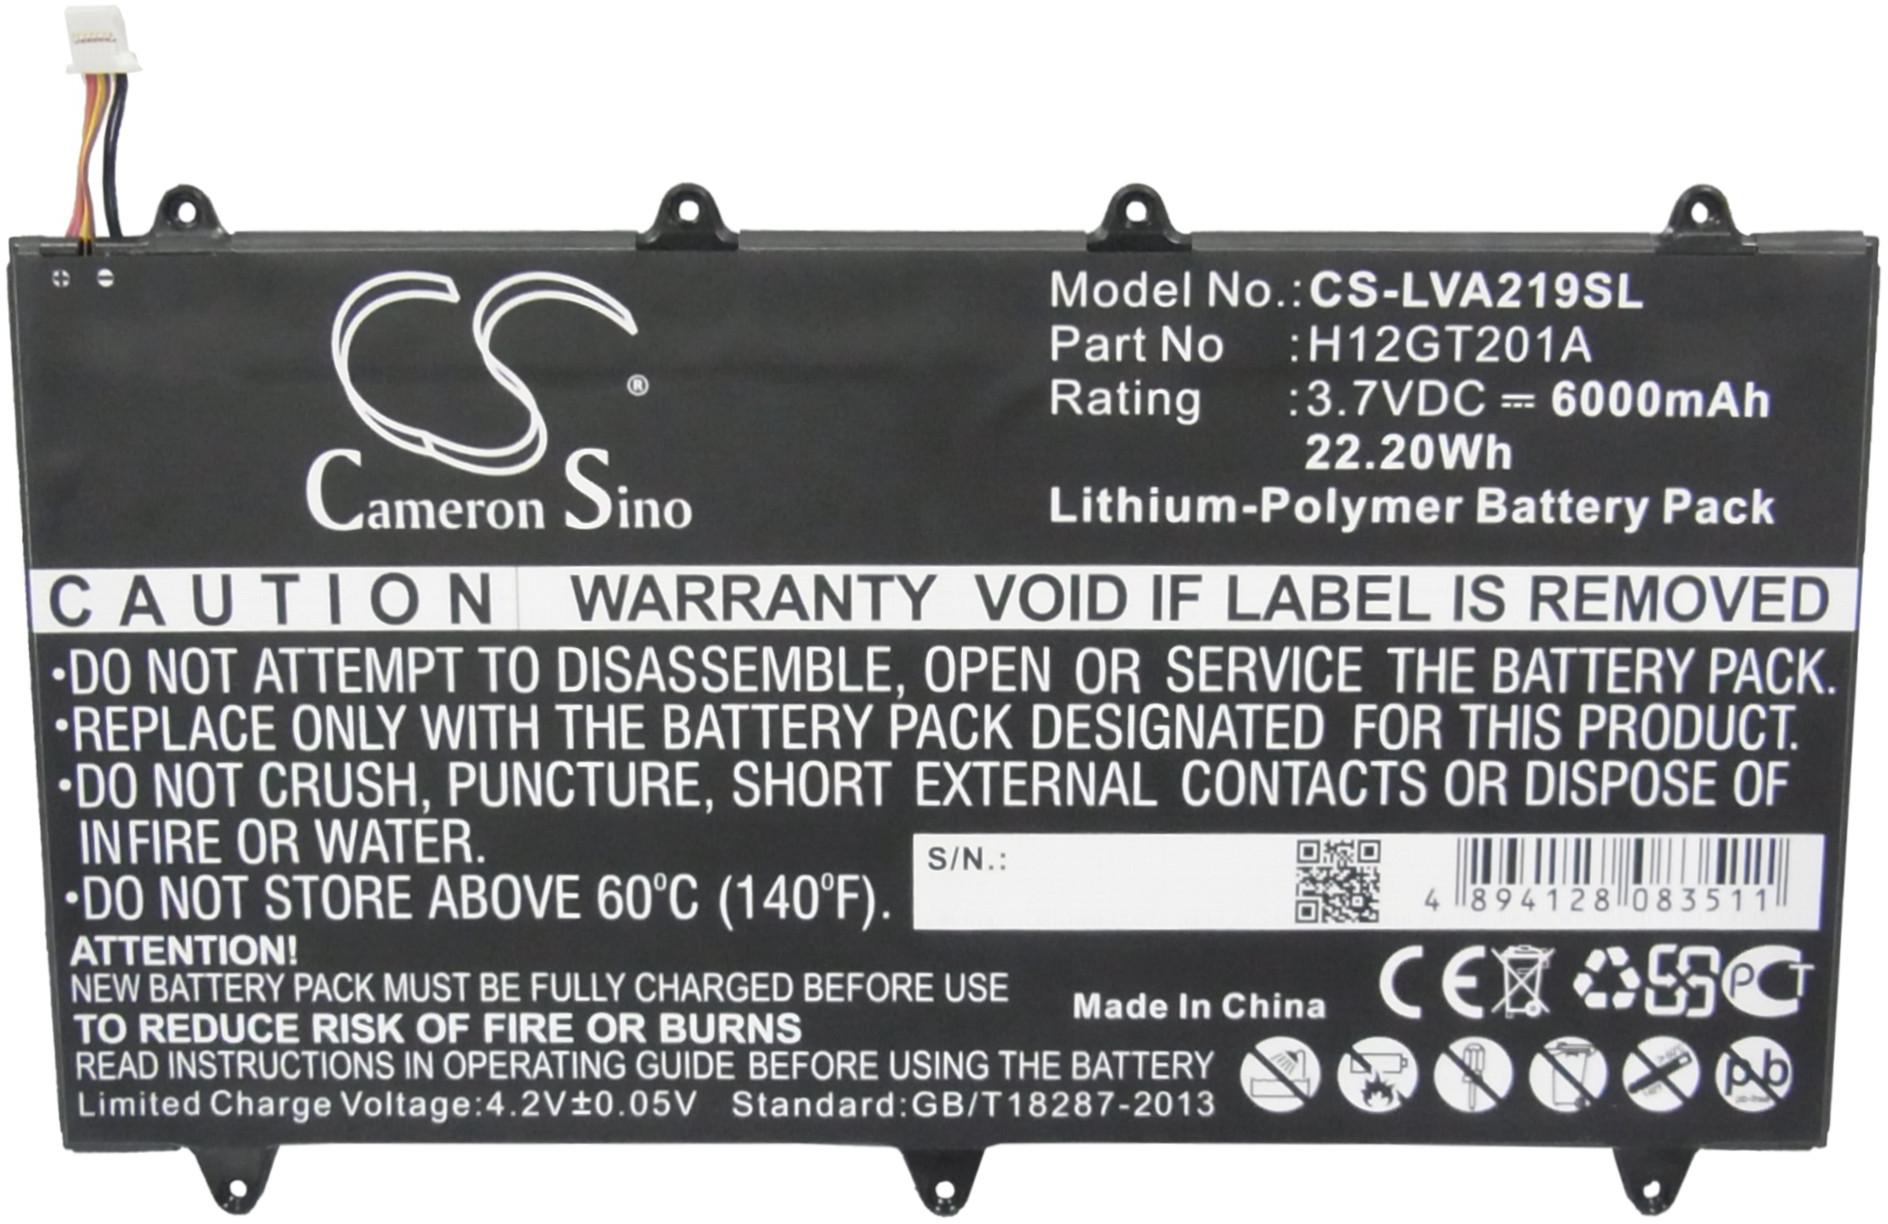 CS®
Cameron Sino
Model No.:CS-LVA219SL
Part No :H12GT201A
Rating :3.7VDC ⎓ 6000mAh
22.20Wh
Lithium-Polymer Battery Pack
CAUTION WARRANTY VOID IF LABEL IS REMOVED
•DO NOT ATTEMPT TO DISASSEMBLE, OPEN OR SERVICE THE BATTERY PACK.
•REPLACE ONLY WITH THE BATTERY PACK DESIGNATED FOR THIS PRODUCT.
•DO NOT CRUSH, PUNCTURE, SHORT EXTERNAL CONTACTS OR DISPOSE OF
INFIRE OR WATER.
•DO NOT STORE ABOVE 60°C (140°F).
S/N.:
4 894128 083511
ATTENTION!
NEW BATTERY PACK MUST BE FULLY CHARGED BEFORE USE
TO REDUCE RISK OF FIRE OR BURNS
READ INSTRUCTIONS IN OPERATING GUIDE BEFORE USING THE BATTERY
Limited Charge Voltage:4.2V±0.05V Standard:GB/T18287-2013
Made In China
CE
PCT
pb